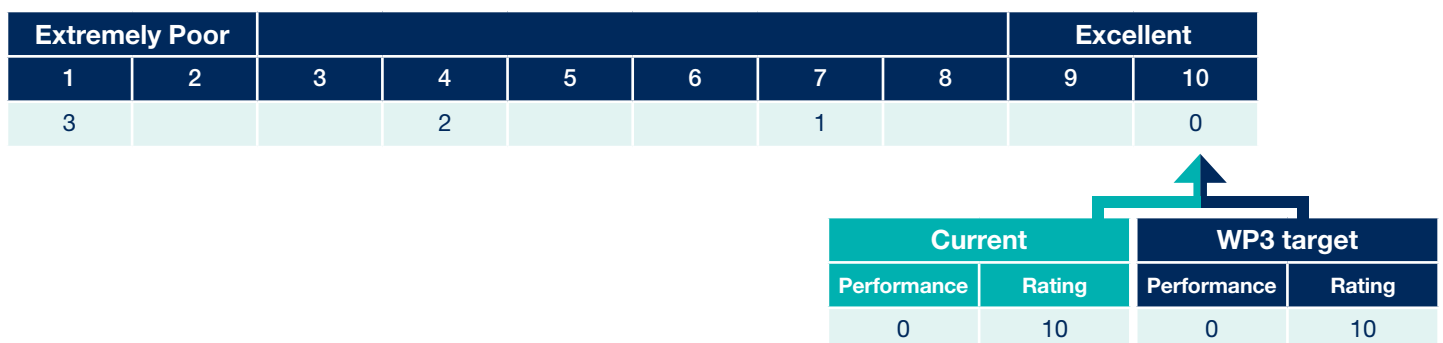 Extremely Poor Excellent
1 2 3 4 5 6 7 8 9 10
3 2 1 0
Current WP3 target
Performance Rating Performance Rating
0 10 0 10